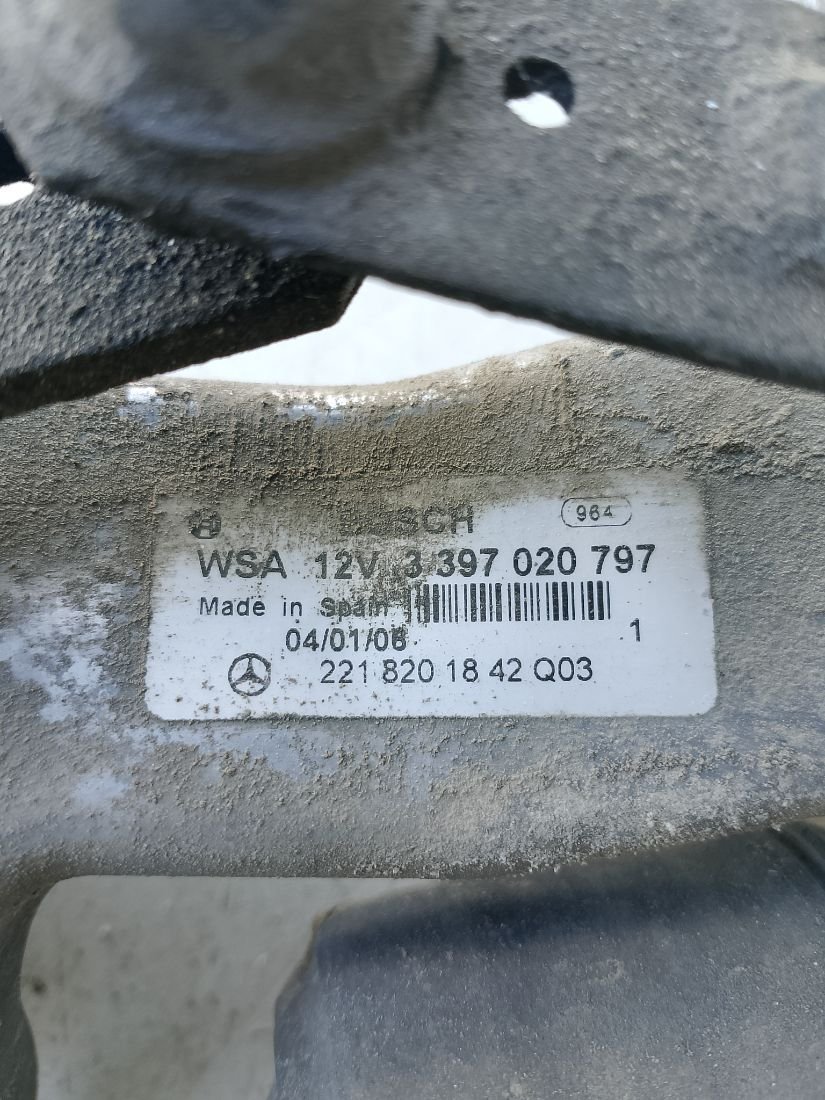 BOSCH 964
WSA 12V 3 397 020 797
Made in Spain
04/01/06 1
221 820 18 42 Q03